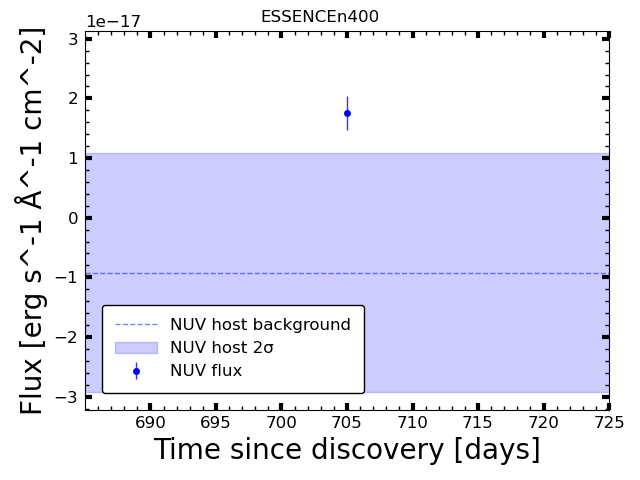 ESSENCEn400
1e−17
3
2
1
0
−1
−2
−3
Flux [erg s^-1 Å^-1 cm^-2]
NUV host background
NUV host 2σ
NUV flux
690 695 700 705 710 715 720 725
Time since discovery [days]